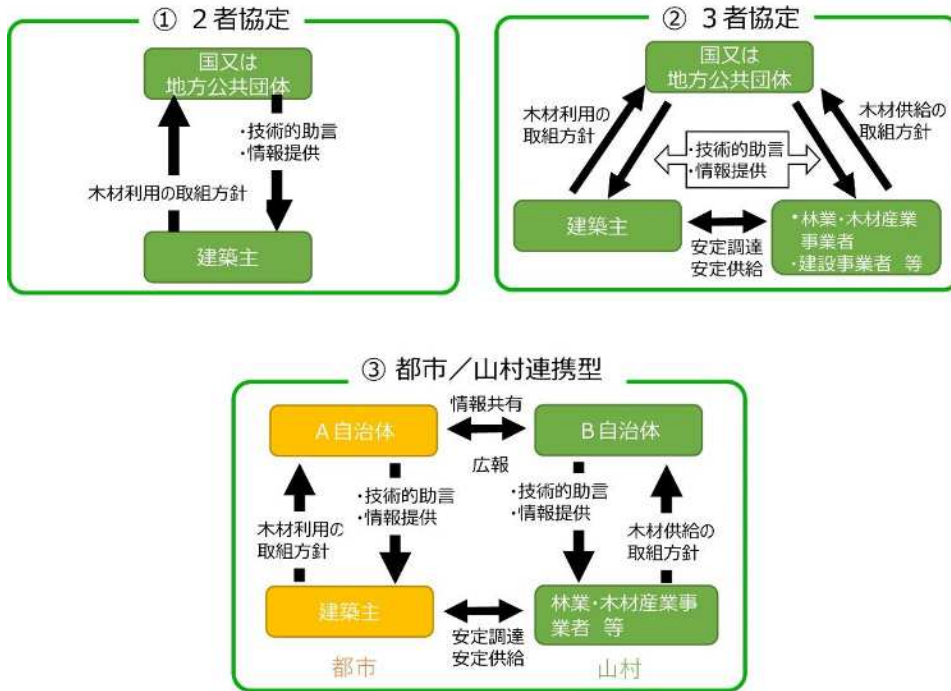 ① 2者協定
国又は
地方公共団体
・技術的助言
・情報提供
木材利用の取組方針
建築主
② 3者協定
国又は
地方公共団体
木材利用の
取組方針
木材供給の
取組方針
・技術的助言
・情報提供
建築主
安定調達
安定供給
・林業・木材産業
事業者
・建設事業者 等
③ 都市／山村連携型
A自治体
情報共有
広報
B自治体
・技術的助言
・情報提供
・技術的助言
・情報提供
木材利用の
取組方針
木材供給の
取組方針
建築主
安定調達
安定供給
林業・木材産業事
業者 等
都市
山村